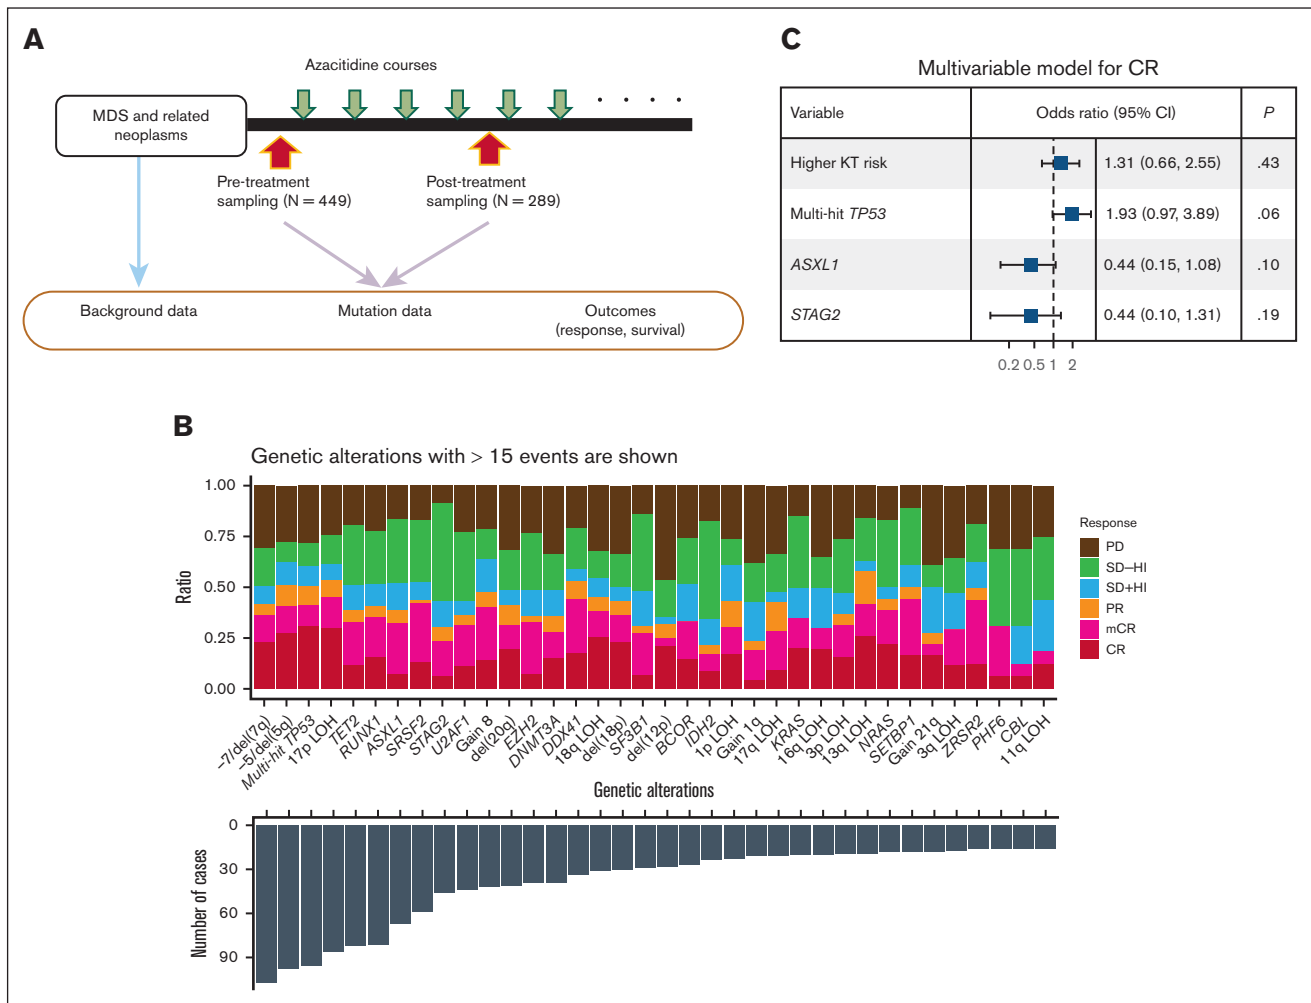 A
Azacitidine courses
MDS and related
neoplasms
Pre-treatment
sampling (N = 449)
Post-treatment
sampling (N = 289)
Background data
Mutation data
Outcomes
(response, survival)
C
Multivariable model for CR
Variable
Odds ratio (95% CI)
P
Higher KT risk
1.31 (0.66, 2.55)
.43
Multi-hit TP53
1.93 (0.97, 3.89)
.06
ASXL1
0.44 (0.15, 1.08)
.10
STAG2
0.44 (0.10, 1.31)
.19
0.2 0.5 1 2
B
Genetic alterations with > 15 events are shown
Ratio
1.00
0.75
0.50
0.25
0.00
–7/del(7q)
–5/del(5q)
Multi-hit TP53
17p LOH
TET2
RUNX1
ASXL1
SRSF2
STAG2
U2AF1
Gain 8
del(20q)
EZH2
DNMT3A
DDX41
18q LOH
del(18p)
SF3B1
del(12p)
BCOR
IDH2
1p LOH
Gain 1q
17q LOH
KRAS
16q LOH
3p LOH
13q LOH
NRAS
SETBP1
Gain 21q
3q LOH
ZRSR2
PHF6
CBL
11q LOH
Genetic alterations
Response
PD
SD–HI
SD+HI
PR
mCR
CR
Number of cases
0
30
60
90